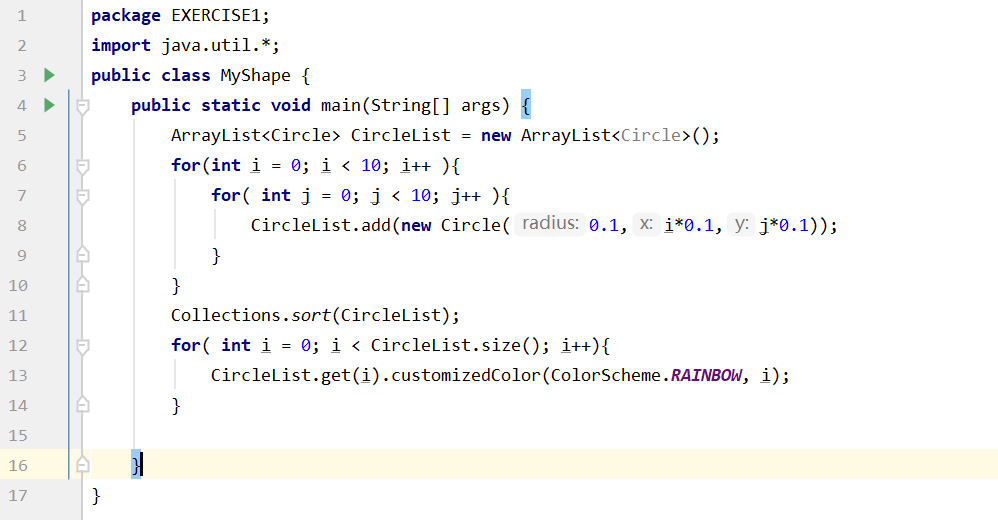 1 package EXERCISE1;
2 import java.util.*;
3 public class MyShape {
4 public static void main(String[] args) {
5 ArrayList<Circle> CircleList = new ArrayList<Circle>();
6 for(int i = 0; i < 10; i++ ){
7 for( int j = 0; j < 10; j++ ){
8 CircleList.add(new Circle( radius: 0.1, x: i*0.1, y: j*0.1));
9 }
10 }
11 Collections.sort(CircleList);
12 for( int i = 0; i < CircleList.size(); i++){
13 CircleList.get(i).customizedColor(ColorScheme.RAINBOW, i);
14 }
15
16 }
17 }